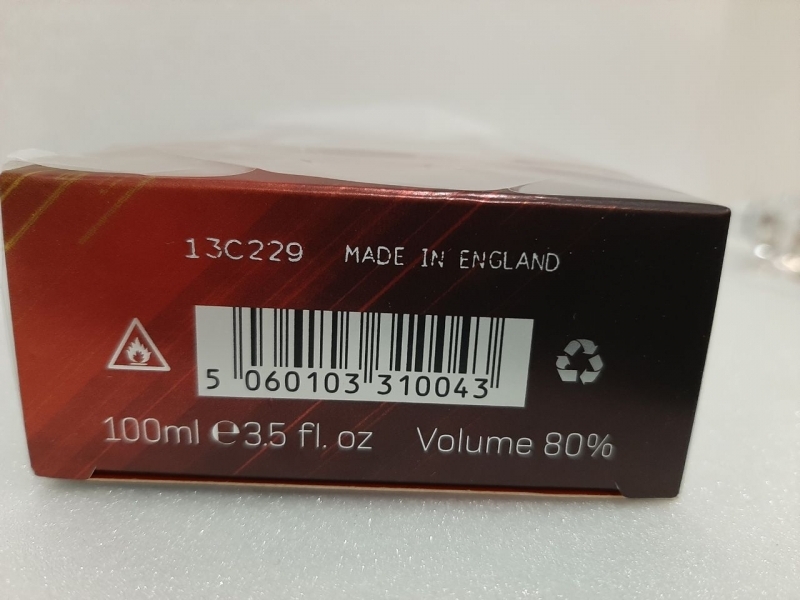 13C229 MADE IN ENGLAND
5 060103 310043
100ml ℮ 3.5 fl. oz Volume 80%